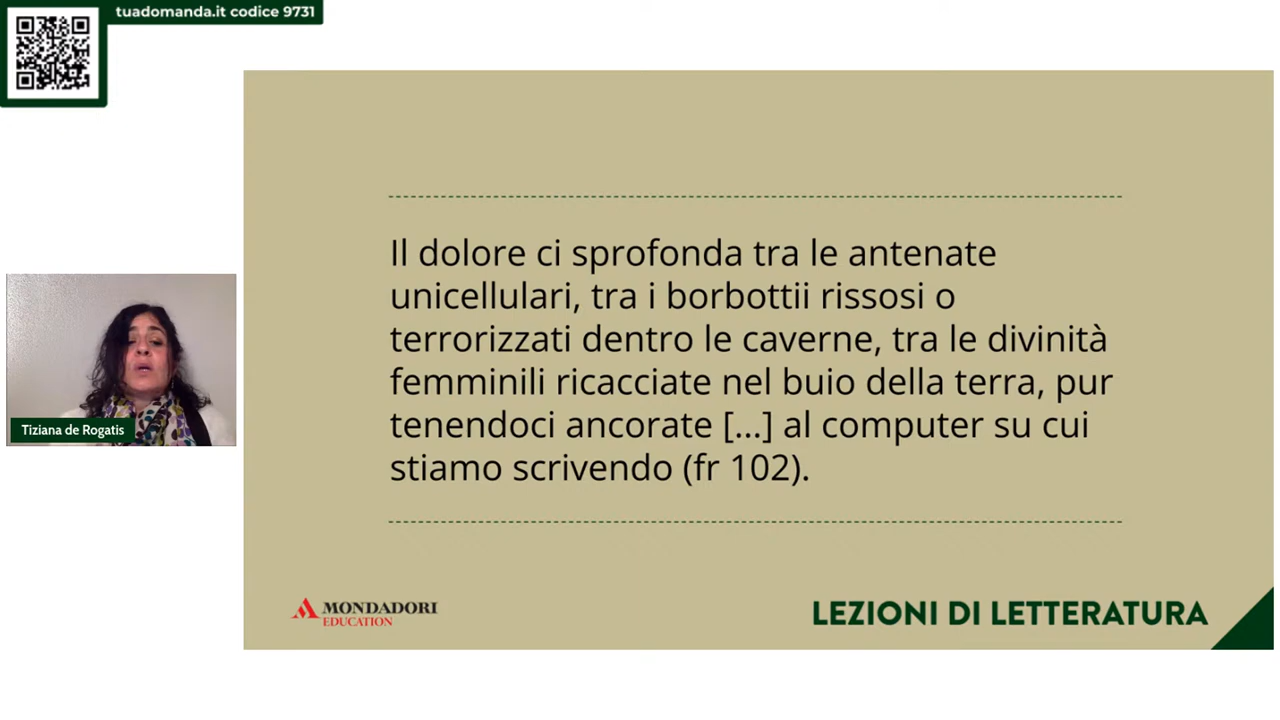 tuadomanda.it codice 9731
Il dolore ci sprofonda tra le antenate
unicellulari, tra i borbottii rissosi o
terrorizzati dentro le caverne, tra le divinità
femminili ricacciate nel buio della terra, pur
tenendoci ancorate [...] al computer su cui
stiamo scrivendo (fr 102).
Tiziana de Rogatis
MONDADORI
EDUCATION
LEZIONI DI LETTERATURA